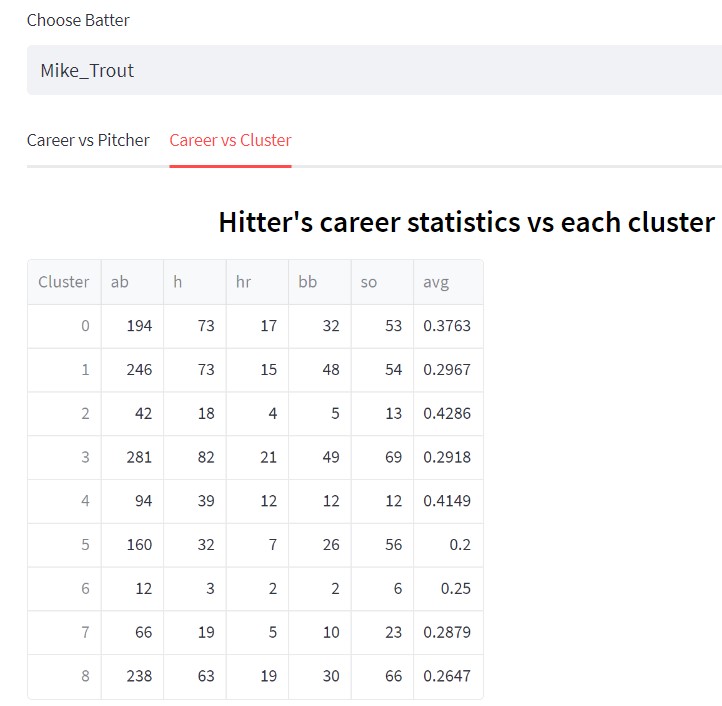 Choose Batter
Mike_Trout
Career vs Pitcher Career vs Cluster
Hitter's career statistics vs each cluster
Cluster ab h hr bb so avg
0 194 73 17 32 53 0.3763
1 246 73 15 48 54 0.2967
2 42 18 4 5 13 0.4286
3 281 82 21 49 69 0.2918
4 94 39 12 12 12 0.4149
5 160 32 7 26 56 0.2
6 12 3 2 2 6 0.25
7 66 19 5 10 23 0.2879
8 238 63 19 30 66 0.2647